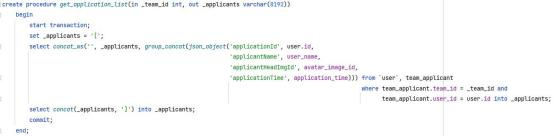 create procedure get_application_list(in _team_id int, out _applicants varchar(8192))
begin
start transaction;
set _applicants = '[';
select concat_ws('', _applicants, group_concat(json_object('applicationId', user.id,
'applicantName', user_name,
'applicantHeadImgId', avatar_image_id,
'applicationTime', application_time))) from `user`, team_applicant
where team_applicant.team_id = _team_id and
team_applicant.user_id = user.id into _applicants;
select concat(_applicants, ']') into _applicants;
commit;
end;